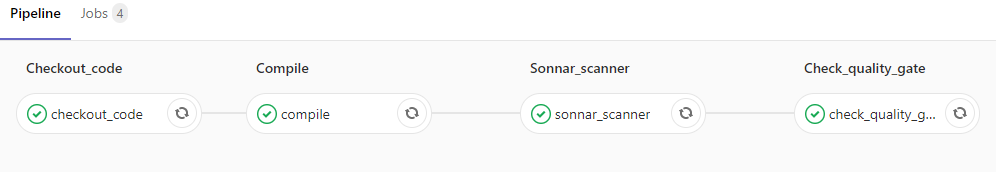 Pipeline Jobs 4
Checkout_code Compile Sonnar_scanner Check_quality_gate
checkout_code compile sonnar_scanner check_quality_g...